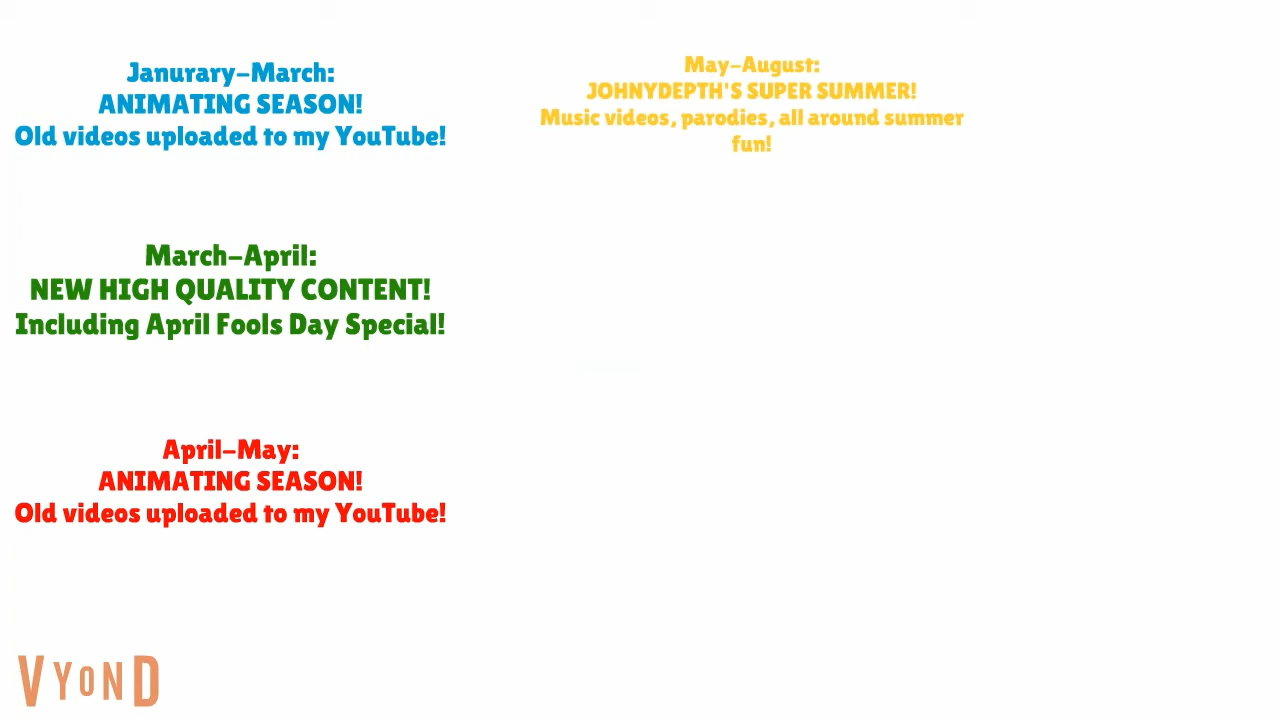 Janurary-March:
ANIMATING SEASON!
Old videos uploaded to my YouTube!
March-April:
NEW HIGH QUALITY CONTENT!
Including April Fools Day Special!
April-May:
ANIMATING SEASON!
Old videos uploaded to my YouTube!
May-August:
JOHNYDEPTH'S SUPER SUMMER!
Music videos, parodies, all around summer
fun!
VYOND